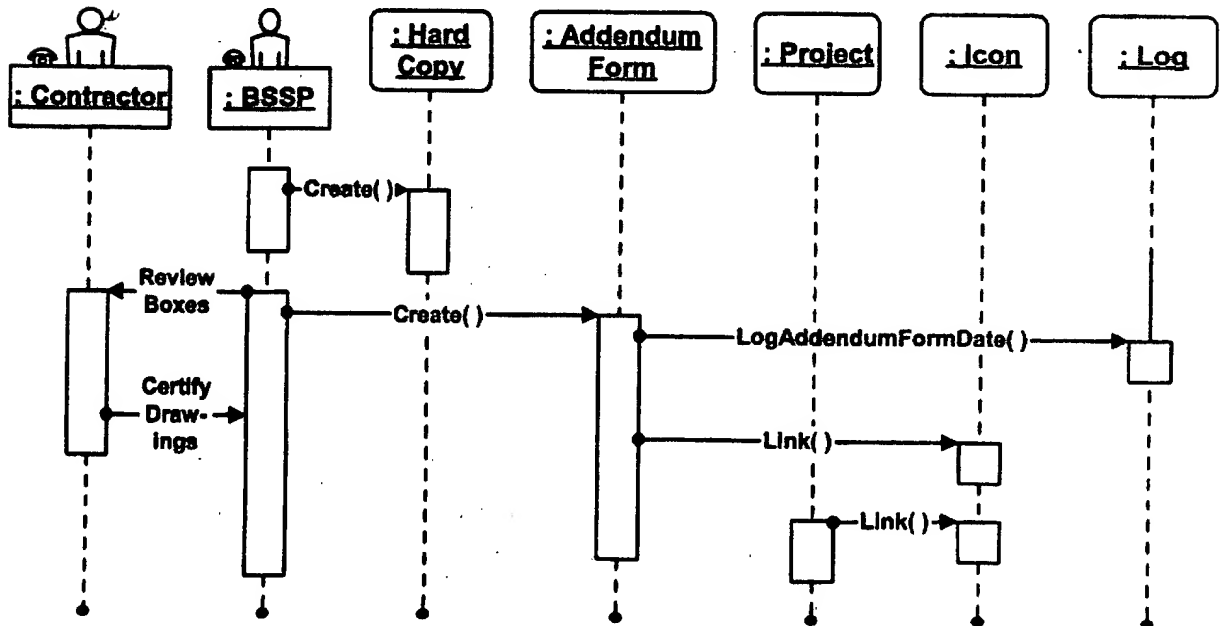 : Contractor
: BSSP
: Hard
Copy
: Addendum
Form
: Project
: Icon
: Log
Create( )
Review
Boxes
Create( )
LogAddendumFormDate( )
Certify
Draw-
ings
Link( )
Link( )